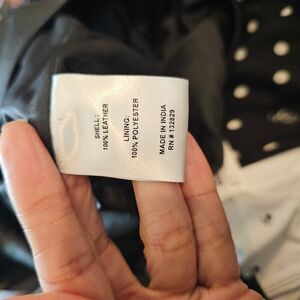 SHELL:
100% LEATHER
LINING:
100% POLYESTER
MADE IN INDIA
RN # 132829